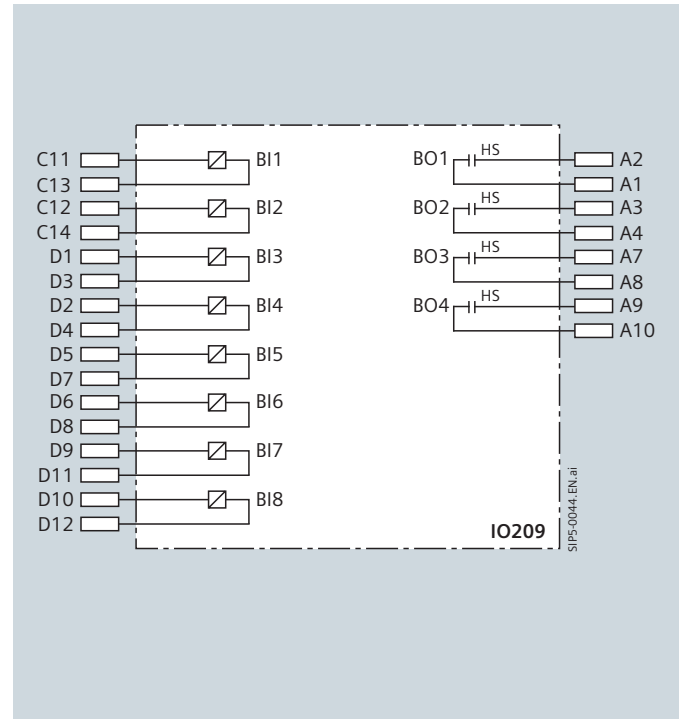 C11 BI1 BO1 HS A2
C13 A1
C12 BI2 BO2 HS A3
C14 A4
D1 BI3 BO3 HS A7
D3 A8
D2 BI4 BO4 HS A9
D4 A10
D5 BI5
D7
D6 BI6
D8
D9 BI7
D11
D10 BI8
D12
IO209
SIP5-0044.EN.ai